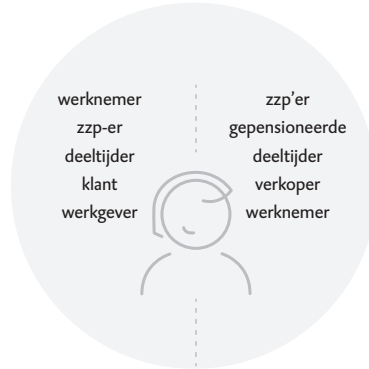 werknemer
zzp-er
deeltijder
klant
werkgever
zzp'er
gepensioneerde
deeltijder
verkoper
werknemer